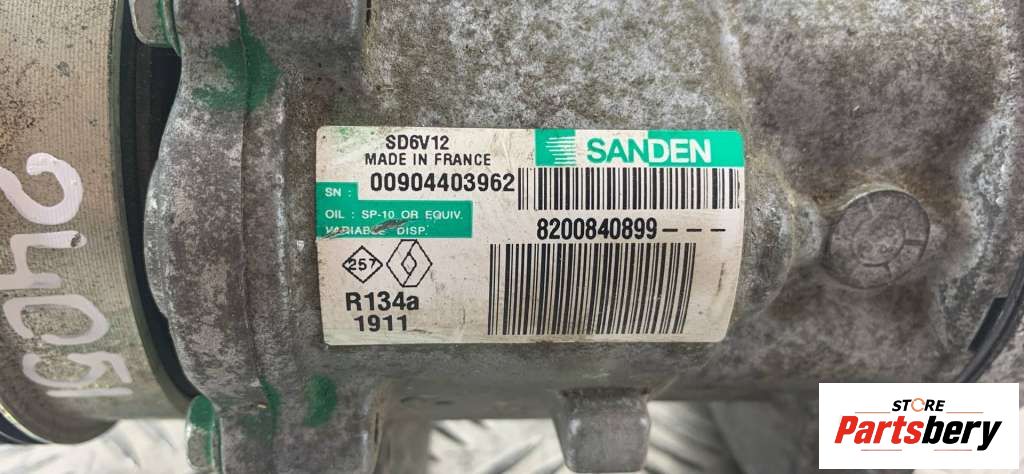 SD6V12
MADE IN FRANCE
SANDEN
SN : 00904403962
OIL : SP-10 OR EQUIV.
VARIABLE DISP.
8200840899---
257
R134a
1911
24051
STORE
Partsbery